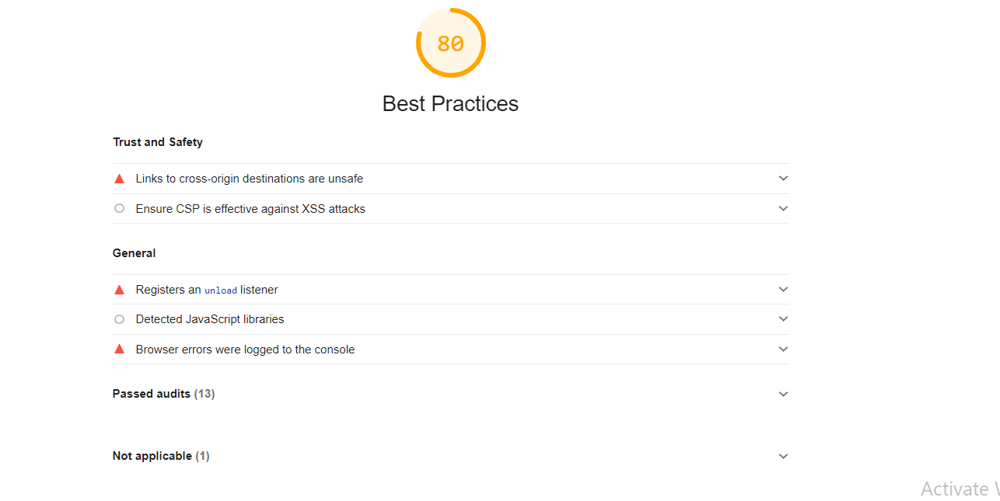 80
Best Practices
Trust and Safety
Links to cross-origin destinations are unsafe
Ensure CSP is effective against XSS attacks
General
Registers an unload listener
Detected JavaScript libraries
Browser errors were logged to the console
Passed audits (13)
Not applicable (1)
Activate